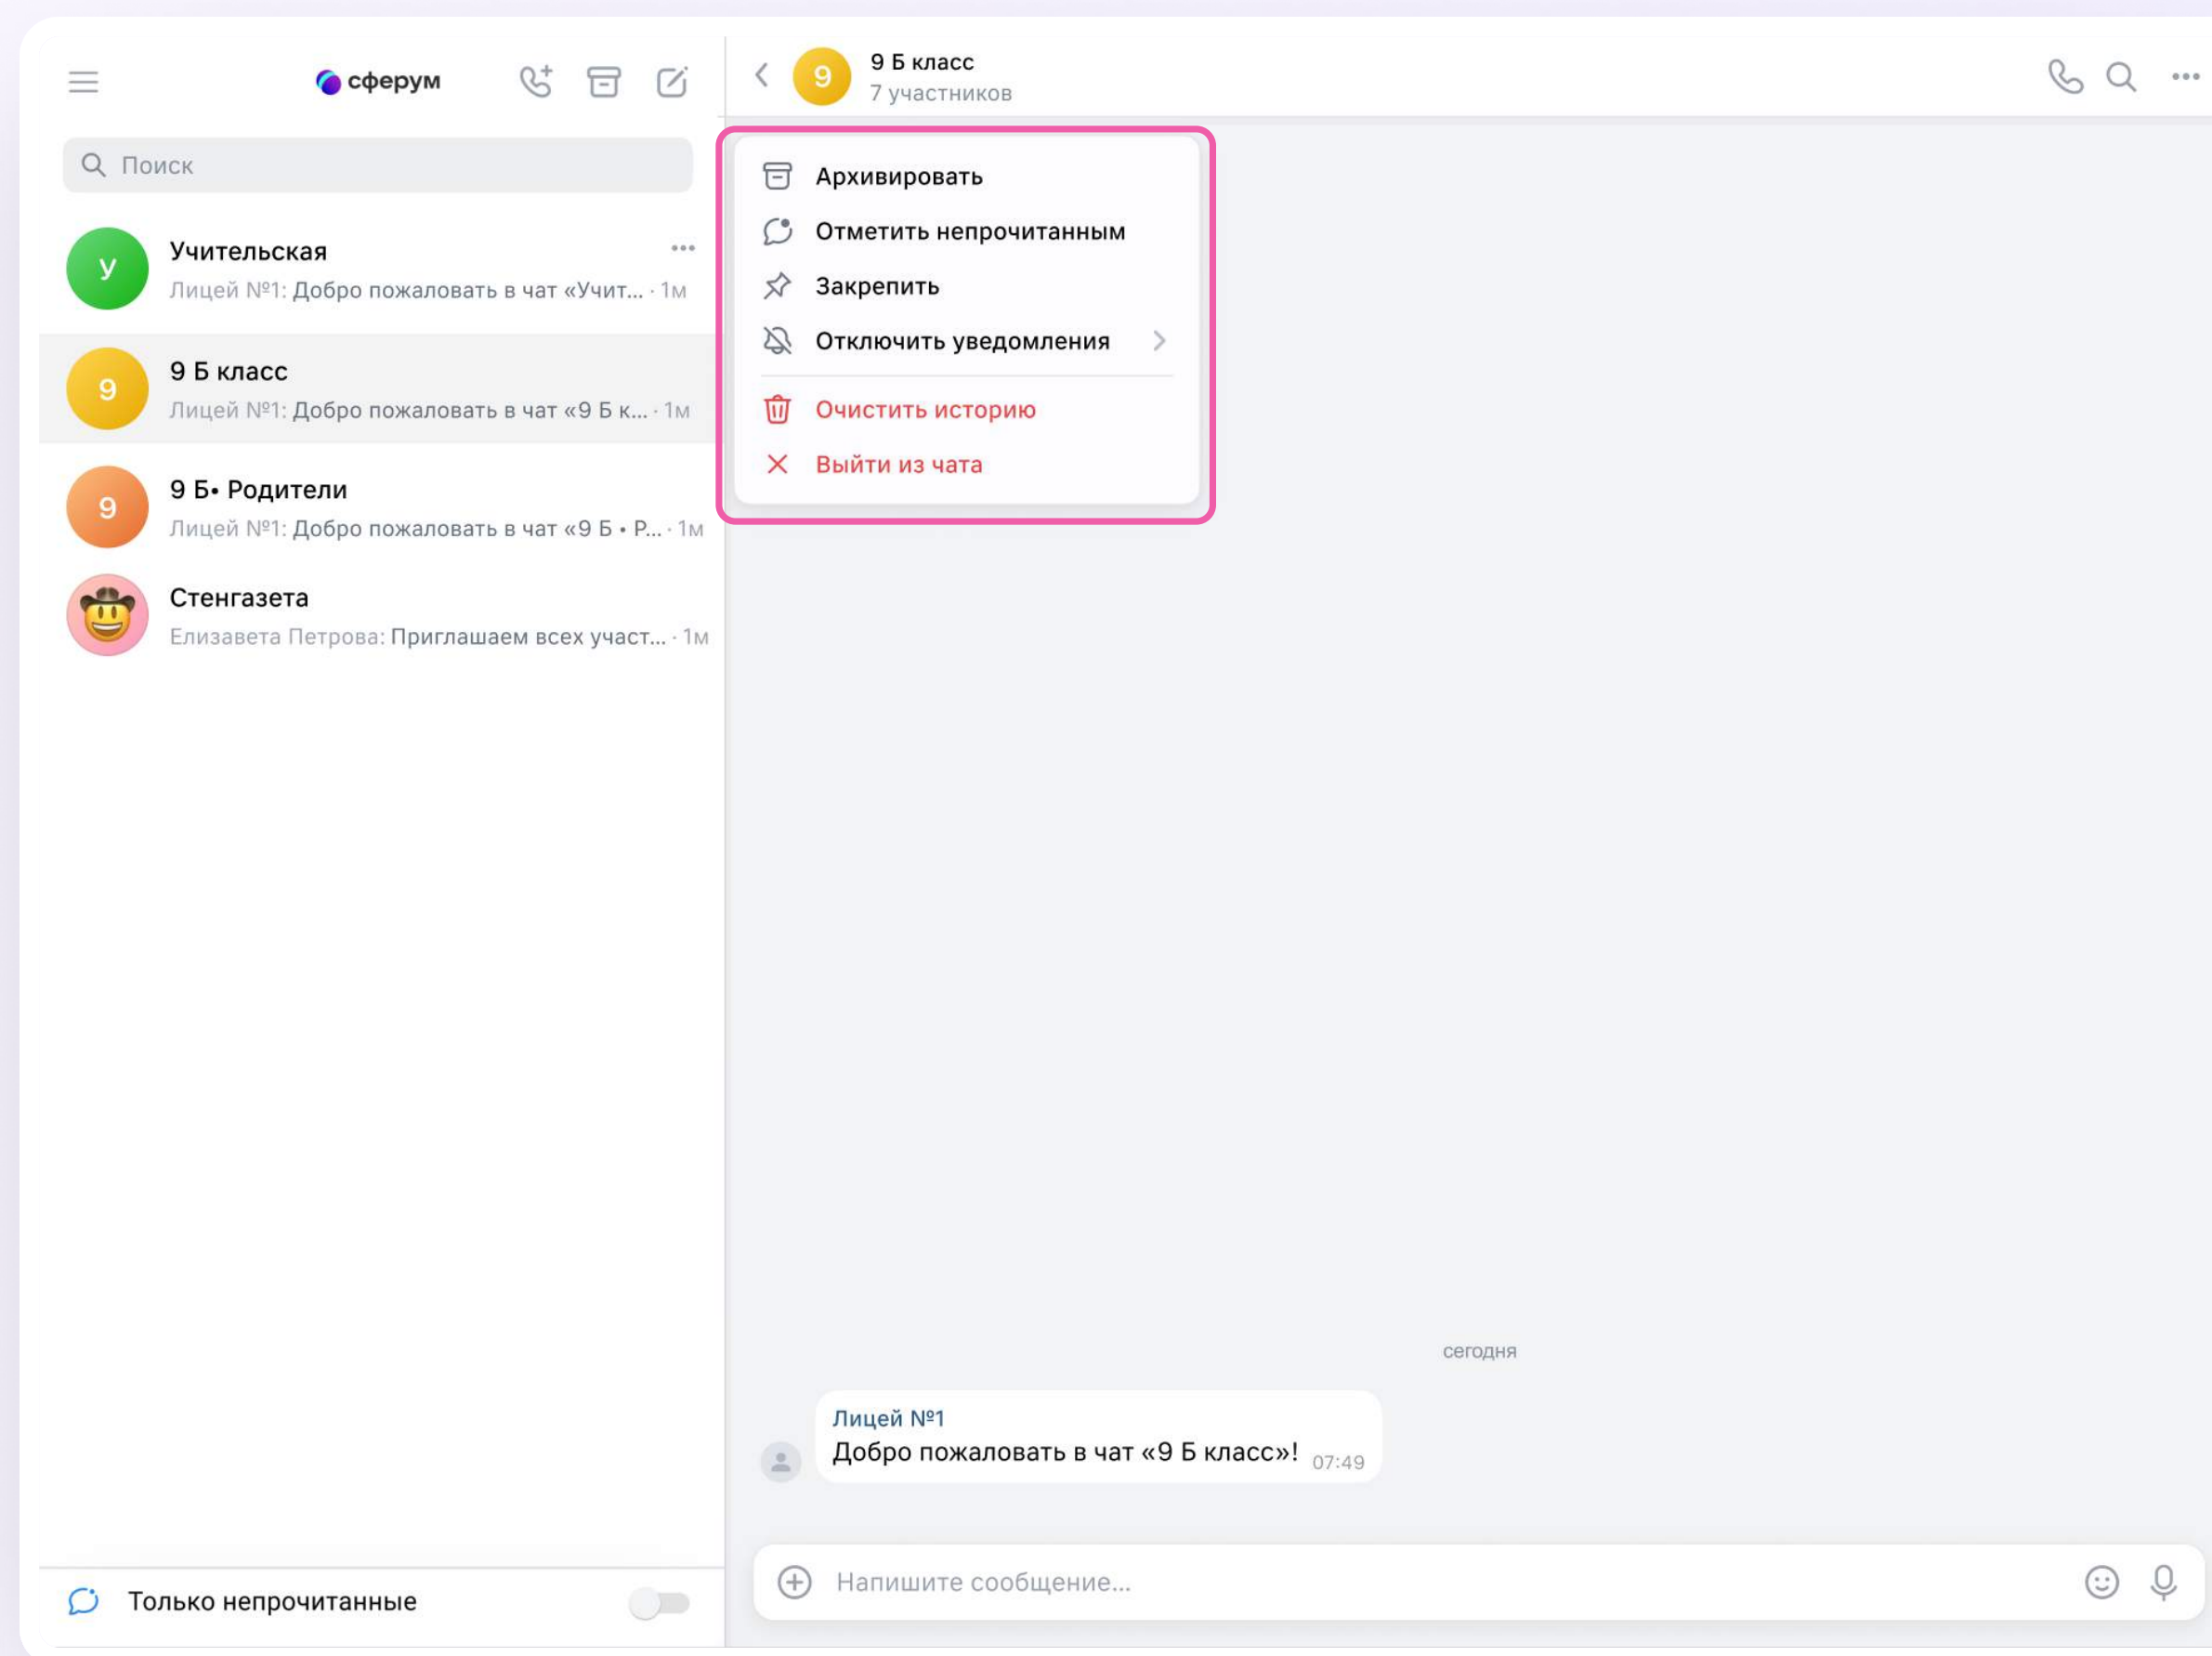 сферум
Поиск
У
Учительская
Лицей №1: Добро пожаловать в чат «Учит... · 1м
9
9 Б класс
Лицей №1: Добро пожаловать в чат «9 Б к... · 1м
9
9 Б• Родители
Лицей №1: Добро пожаловать в чат «9 Б • Р... · 1м
Стенгазета
Елизавета Петрова: Приглашаем всех участ... · 1м
Только непрочитанные
9
9 Б класс
7 участников
Архивировать
Отметить непрочитанным
Закрепить
Отключить уведомления
Очистить историю
Выйти из чата
сегодня
Лицей №1
Добро пожаловать в чат «9 Б класс»! 07:49
Напишите сообщение...